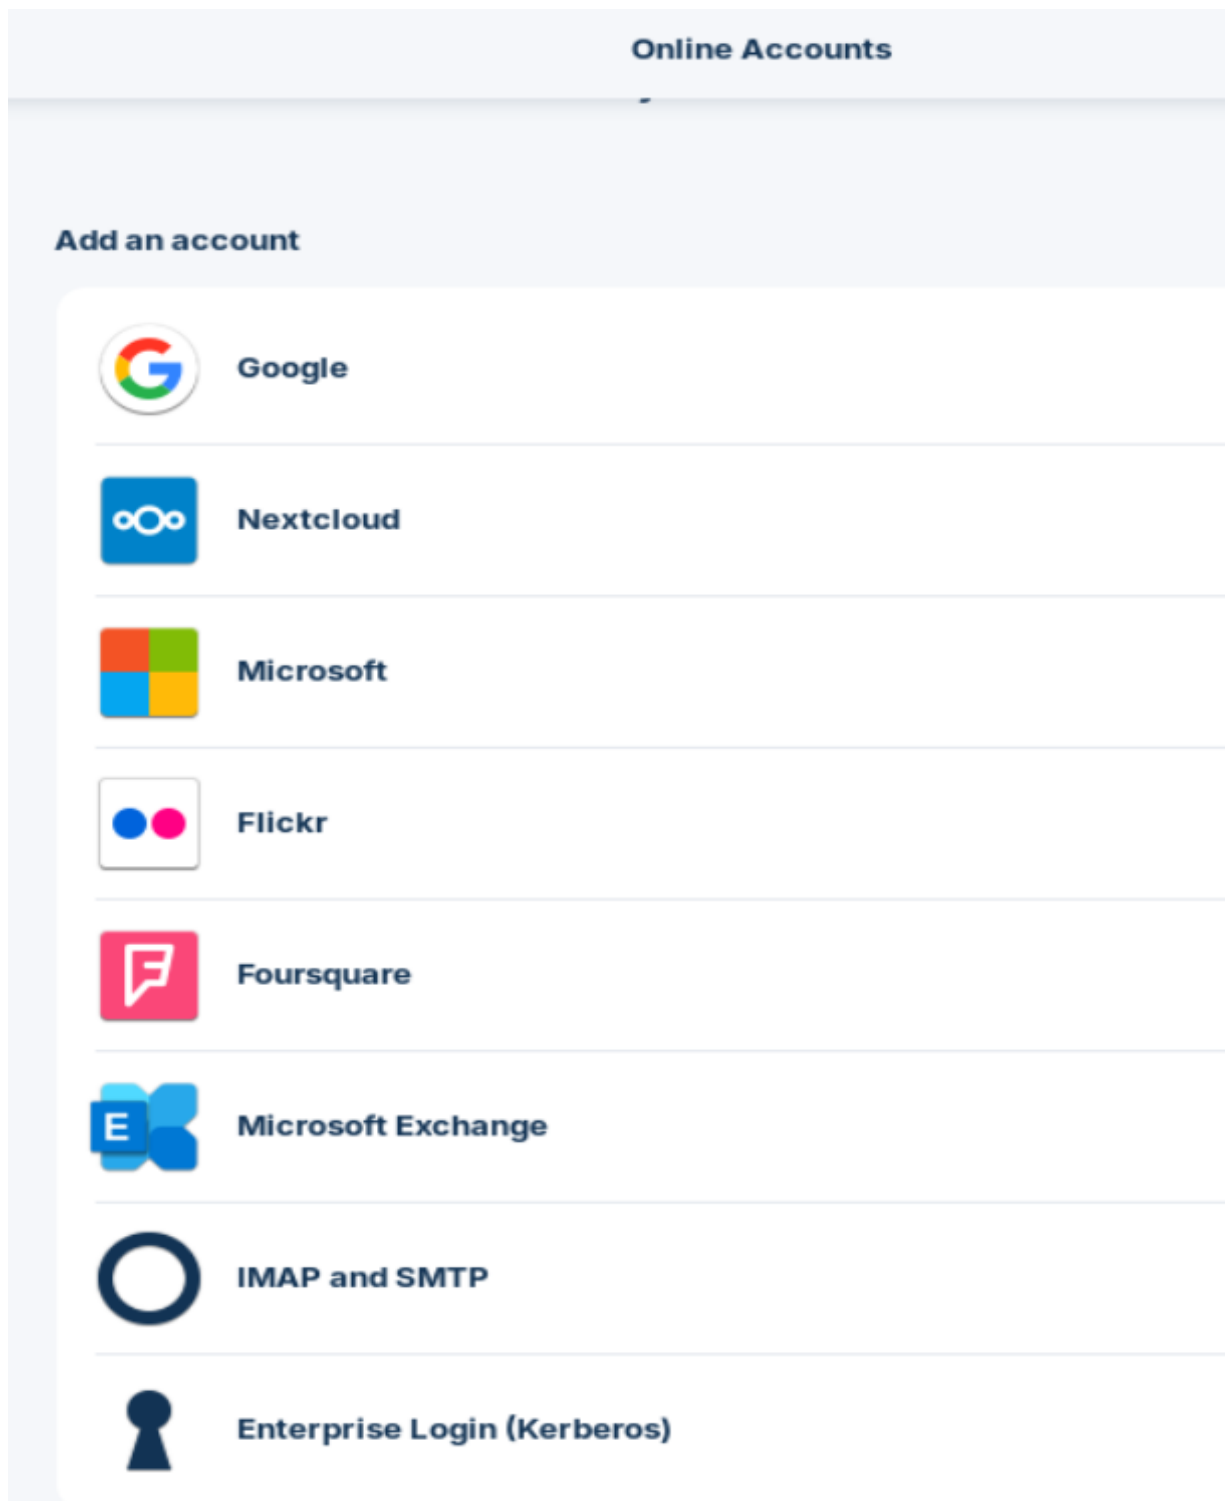 Online Accounts
Add an account
Google
Nextcloud
Microsoft
Flickr
Foursquare
E
Microsoft Exchange
IMAP and SMTP
Enterprise Login (Kerberos)